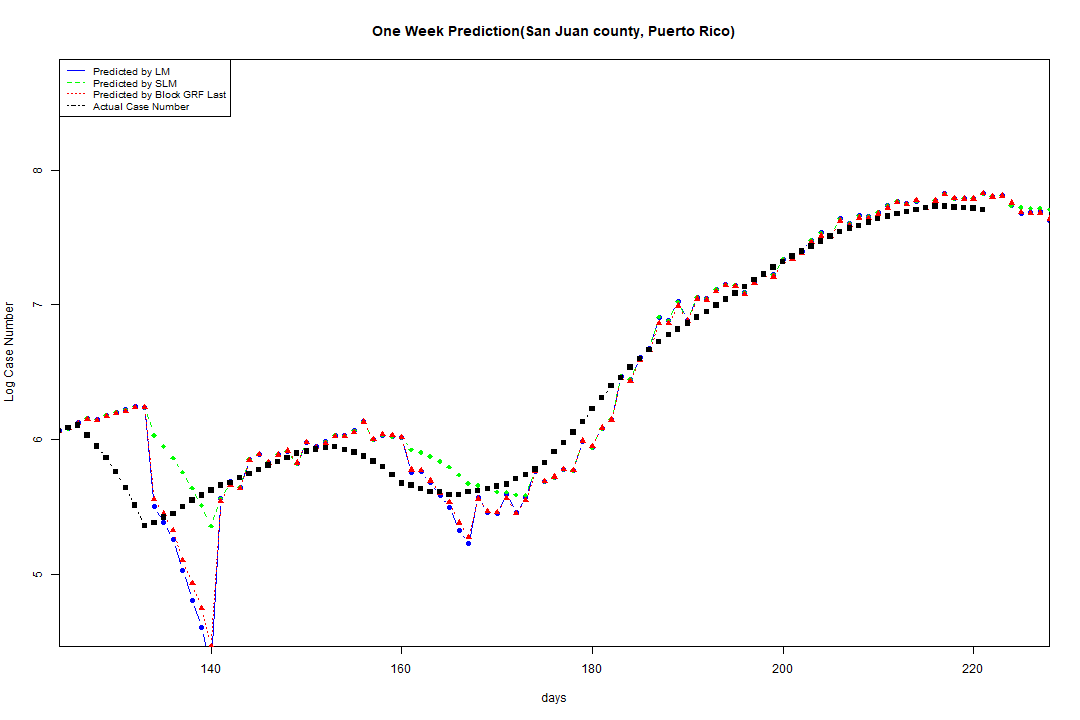 One Week Prediction(San Juan county, Puerto Rico)
Predicted by LM
Predicted by SLM
Predicted by Block GRF Last
Actual Case Number
Log Case Number
8
7
6
5
140 160 180 200 220
days